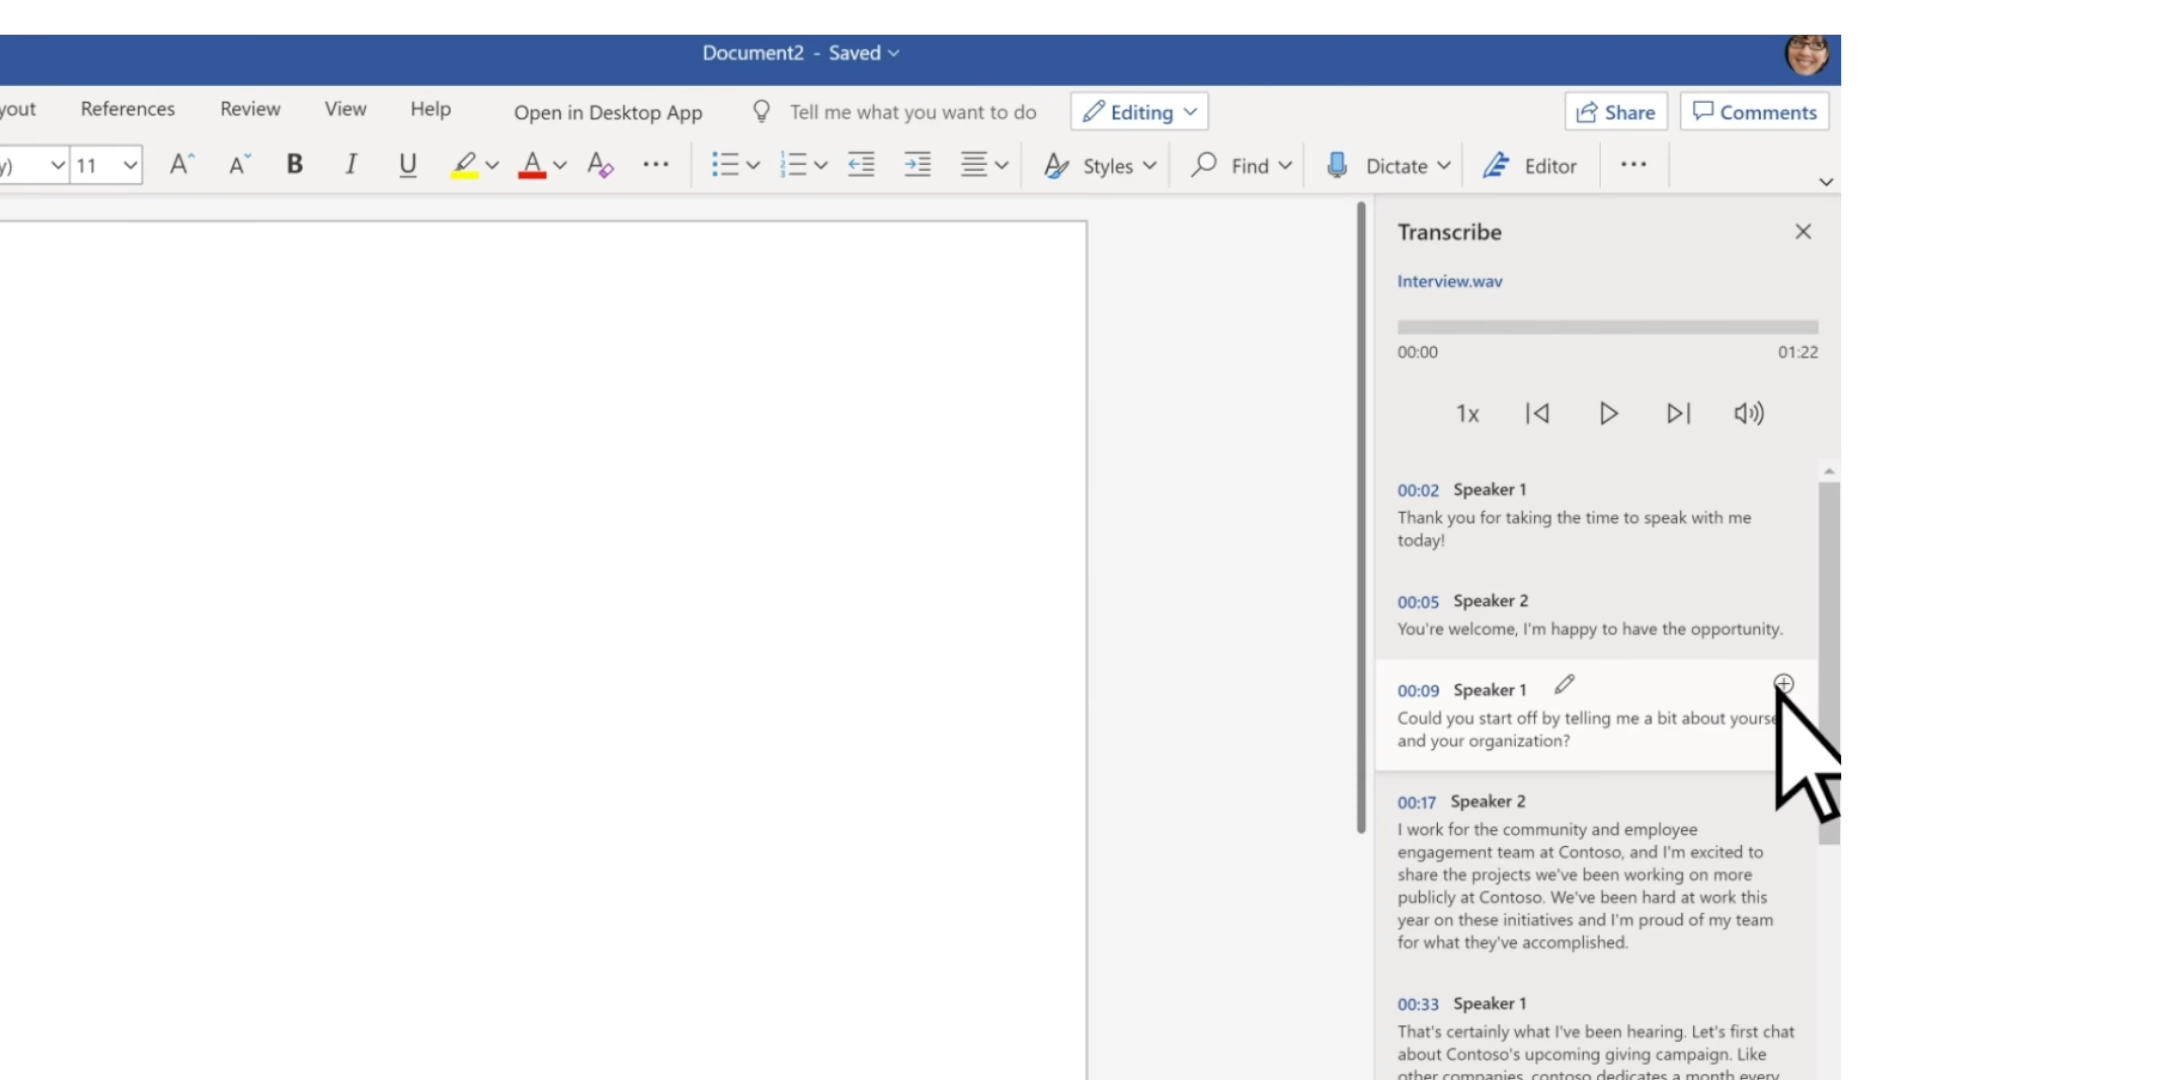 Document2 - Saved
References Review View Help Open in Desktop App Tell me what you want to do Editing Share Comments
11 A A B I U A A Styles Find Dictate Editor
Transcribe
Interview.wav
00:00 01:22
1x
00:02 Speaker 1
Thank you for taking the time to speak with me
today!
00:05 Speaker 2
You're welcome, I'm happy to have the opportunity.
00:09 Speaker 1
Could you start off by telling me a bit about
and your organization?
00:17 Speaker 2
I work for the community and employee
engagement team at Contoso, and I'm excited to
share the projects we've been working on more
publicly at Contoso. We've been hard at work this
year on these initiatives and I'm proud of my team
for what they've accomplished.
00:33 Speaker 1
That's certainly what I've been hearing. Let's first chat
about Contoso's upcoming giving campaign. Like
other companies, contoso dedicates a month every